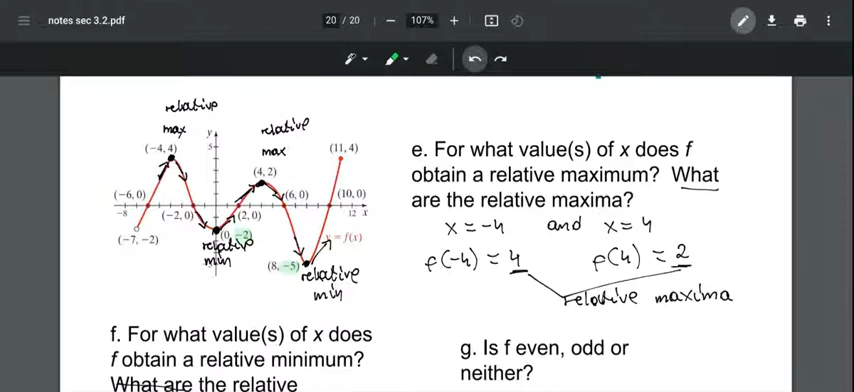 notes sec 3.2.pdf
20 / 20
107%
relative
max
(-4, 4)
y
5
relative
max
(4, 2)
(11, 4)
(-6, 0)
-8
(-2, 0)
(2, 0)
(6, 0)
(10, 0)
12 x
(-7, -2)
(0, -2)
relative
min
y = f(x)
(8, -5)
relative
min
e. For what value(s) of x does f
obtain a relative maximum? What
are the relative maxima?
x = -4 and x = 4
f(-4) = 4 f(4) = 2
relative maxima
f. For what value(s) of x does
f obtain a relative minimum?
What are the relative
g. Is f even, odd or
neither?